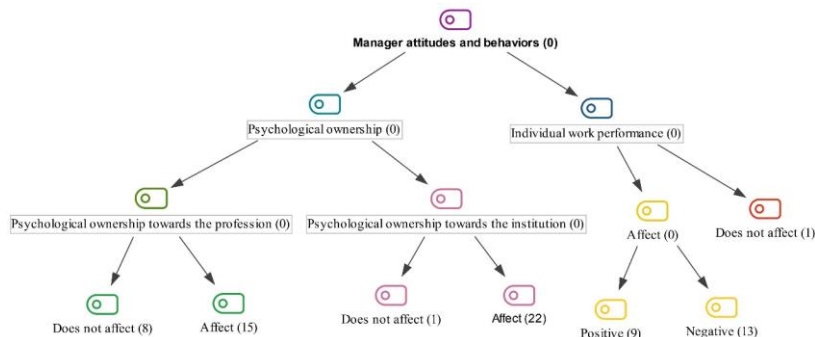 Manager attitudes and behaviors (0)
Psychological ownership (0)
Individual work performance (0)
Psychological ownership towards the profession (0)
Psychological ownership towards the institution (0)
Affect (0)
Does not affect (1)
Does not affect (8)
Affect (15)
Does not affect (1)
Affect (22)
Positive (9)
Negative (13)